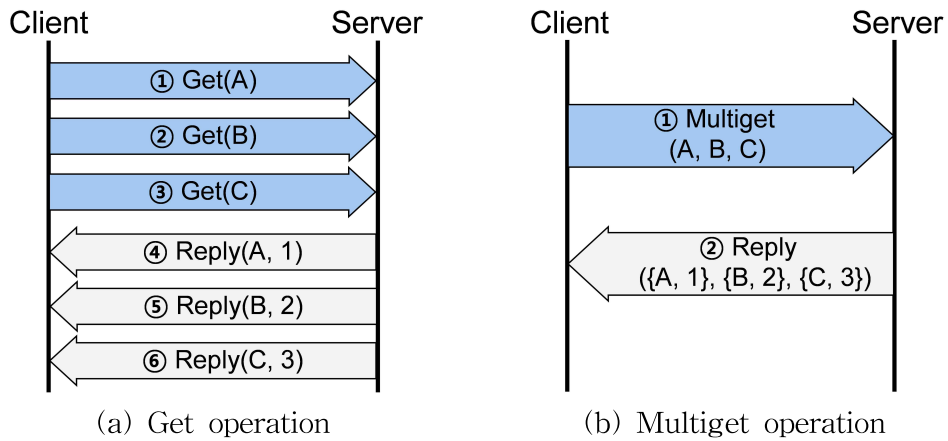 Client Server
① Get(A)
② Get(B)
③ Get(C)
④ Reply(A, 1)
⑤ Reply(B, 2)
⑥ Reply(C, 3)
(a) Get operation
Client Server
① Multiget
(A, B, C)
② Reply
({A, 1}, {B, 2}, {C, 3})
(b) Multiget operation